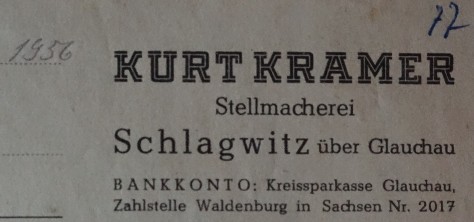 77
1956
KURT KRAMER
Stellmacherei
Schlagwitz über Glauchau
BANKKONTO: Kreissparkasse Glauchau,
Zahlstelle Waldenburg in Sachsen Nr. 2017